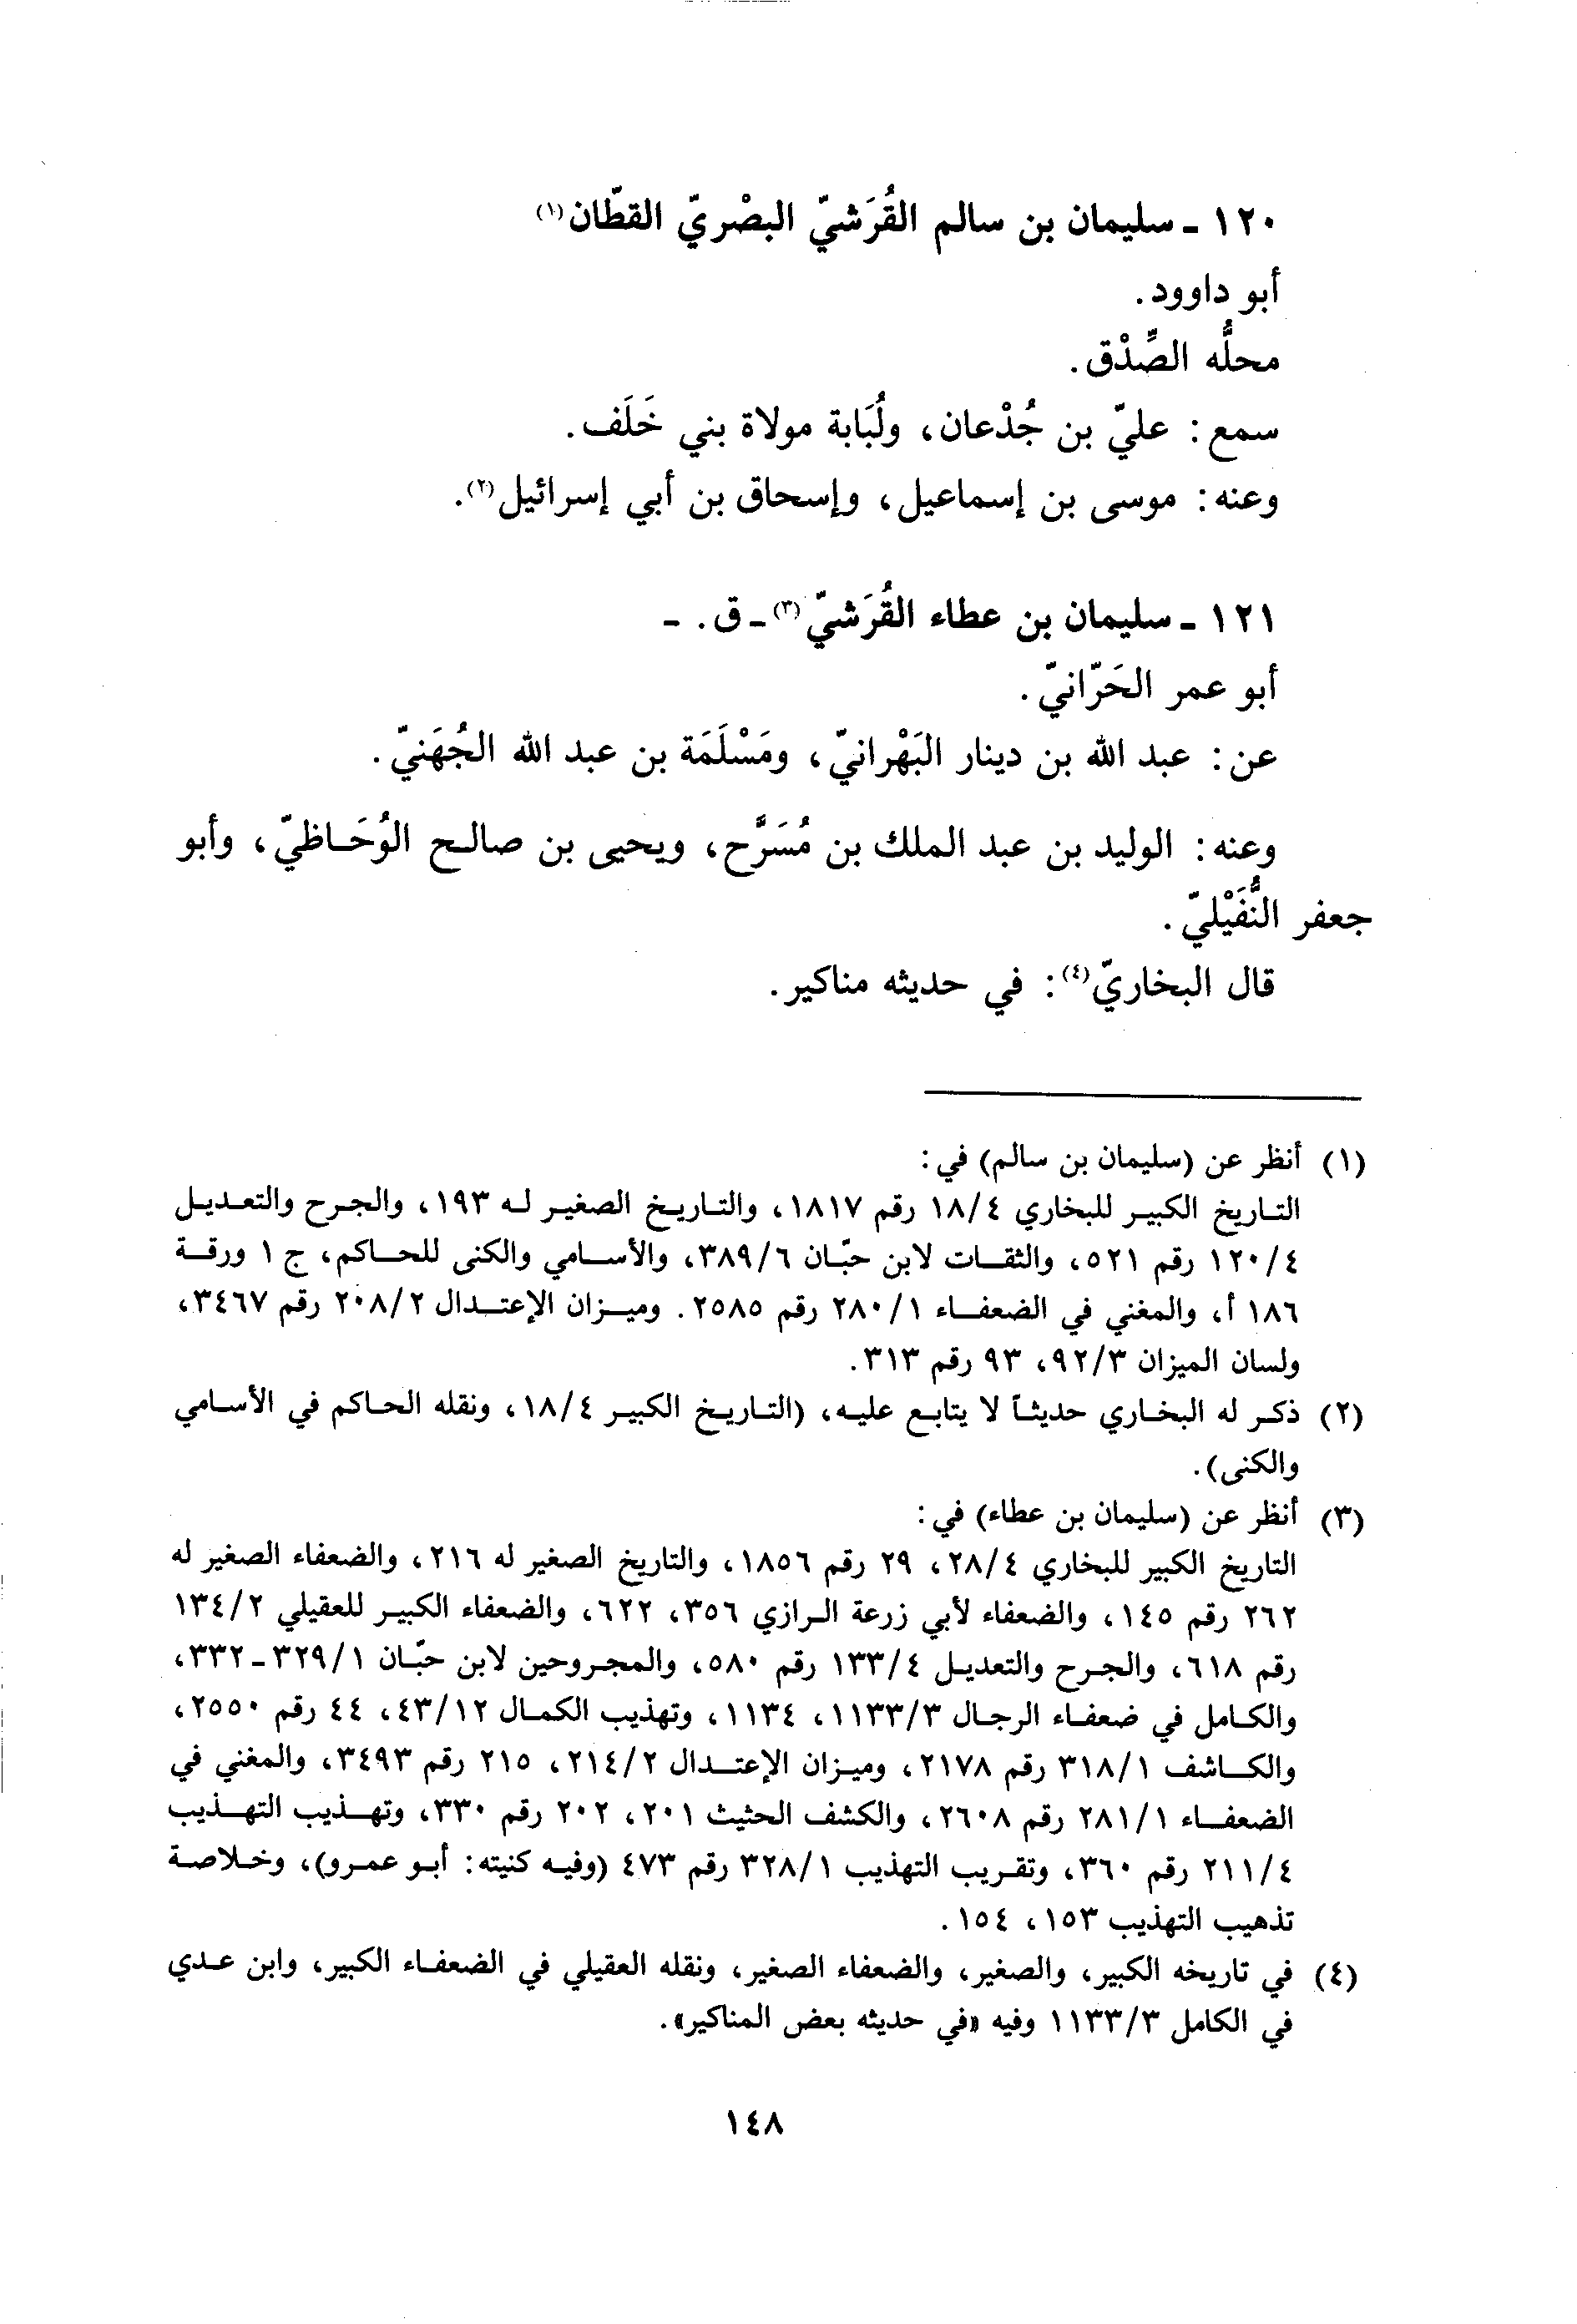 ١٢٠ ـ سليمان بن سالم القُرَشيّ البصْريّ القطّان(١)
أبو داوود.
محلُّه الصِّدْق.
سمع: عليّ بن جُدْعان، ولُبَابة مولاة بني خَلَف.
وعنه: موسى بن إسماعيل، وإسحاق بن أبي إسرائيل(٢).
١٢١ ـ سليمان بن عطاء القُرَشيّ(٣) ـ ق. ـ
أبو عمر الحَرّانيّ.
عن: عبد الله بن دينار البَهْرانيّ، ومَسْلَمَة بن عبد الله الجُهَنيّ.
وعنه: الوليد بن عبد الملك بن مُسَرَّح، ويحيى بن صالح الوُحَاظيّ، وأبو
جعفر النُّفَيْليّ.
قال البخاريّ(٤): في حديثه مناكير.
(١) أنظر عن (سليمان بن سالم) في:
التاريخ الكبير للبخاري ١٨/٤ رقم ١٨١٧، والتاريخ الصغير له ١٩٣، والجرح والتعديل
١٢٠/٤ رقم ٥٢١، والثقات لابن حبّان ٣٨٩/٦، والأسامي والكنى للحاكم، ج ١ ورقة
١٨٦ أ، والمغني في الضعفاء ٢٨٠/١ رقم ٢٥٨٥. وميزان الإعتدال ٢٠٨/٢ رقم ٣٤٦٧،
ولسان الميزان ٩٢/٣، ٩٣ رقم ٣١٣.
(٢) ذكر له البخاري حديثاً لا يتابع عليه، (التاريخ الكبير ١٨/٤، ونقله الحاكم في الأسامي
والكنى).
(٣) أنظر عن (سليمان بن عطاء) في:
التاريخ الكبير للبخاري ٢٨/٤، ٢٩ رقم ١٨٥٦، والتاريخ الصغير له ٢١٦، والضعفاء الصغير له
٢٦٢ رقم ١٤٥، والضعفاء لأبي زرعة الرازي ٣٥٦، ٦٢٢، والضعفاء الكبير للعقيلي ١٣٤/٢
رقم ٦١٨، والجرح والتعديل ١٣٣/٤ رقم ٥٨٠، والمجروحين لابن حبّان ٣٢٩/١ـ٣٣٢،
والكامل في ضعفاء الرجال ١١٣٣/٣، ١١٣٤، وتهذيب الكمال ٤٣/١٢، ٤٤ رقم ٢٥٥٠،
والكاشف ٣١٨/١ رقم ٢١٧٨، وميزان الإعتدال ٢١٤/٢، ٢١٥ رقم ٣٤٩٣، والمغني في
الضعفاء ٢٨١/١ رقم ٢٦٠٨، والكشف الحثيث ٢٠١، ٢٠٢ رقم ٣٣٠، وتهذيب التهذيب
٢١١/٤ رقم ٣٦٠، وتقريب التهذيب ٣٢٨/١ رقم ٤٧٣ (وفيه كنيته: أبو عمرو)، وخلاصة
تذهيب التهذيب ١٥٣، ١٥٤.
(٤) في تاريخه الكبير، والصغير، والضعفاء الصغير، ونقله العقيلي في الضعفاء الكبير، وابن عدي
في الكامل ١١٣٣/٣ وفيه «في حديثه بعض المناكير».
١٤٨